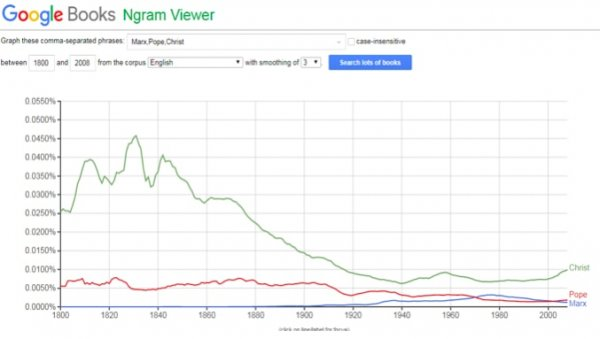 Google Books Ngram Viewer
Graph these comma-separated phrases: Marx,Pope,Christ case-insensitive
between 1800 and 2008 from the corpus English with smoothing of 3 Search lots of books
0.0550%
0.0500%
0.0450%
0.0400%
0.0350%
0.0300%
0.0250%
0.0200%
0.0150%
0.0100%
0.0050%
0.0000%
Christ
Pope
Marx
1800 1820 1840 1860 1880 1900 1920 1940 1960 1980 2000